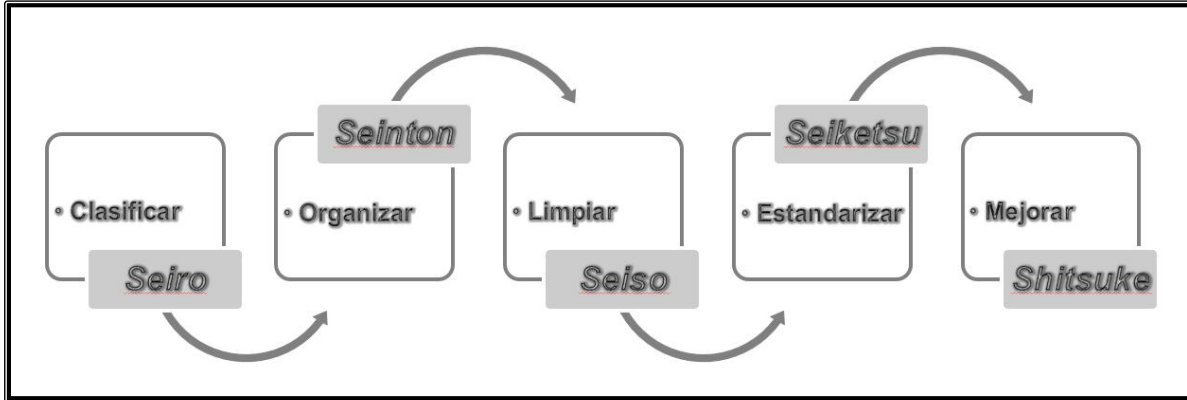 • Clasificar
Seiro
Seinton
• Organizar
• Limpiar
Seiso
Seiketsu
• Estandarizar
• Mejorar
Shitsuke